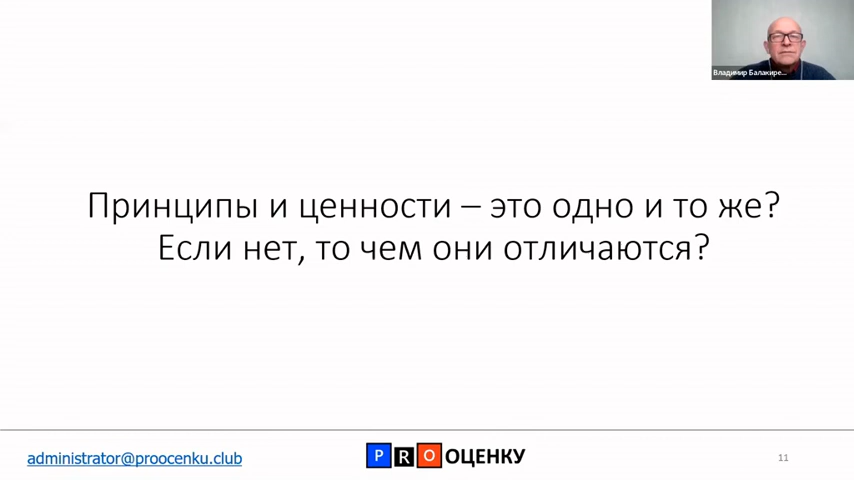 Владимир Балакире...
Принципы и ценности – это одно и то же?
Если нет, то чем они отличаются?
administrator@proocenku.club
PRO ОЦЕНКУ
11